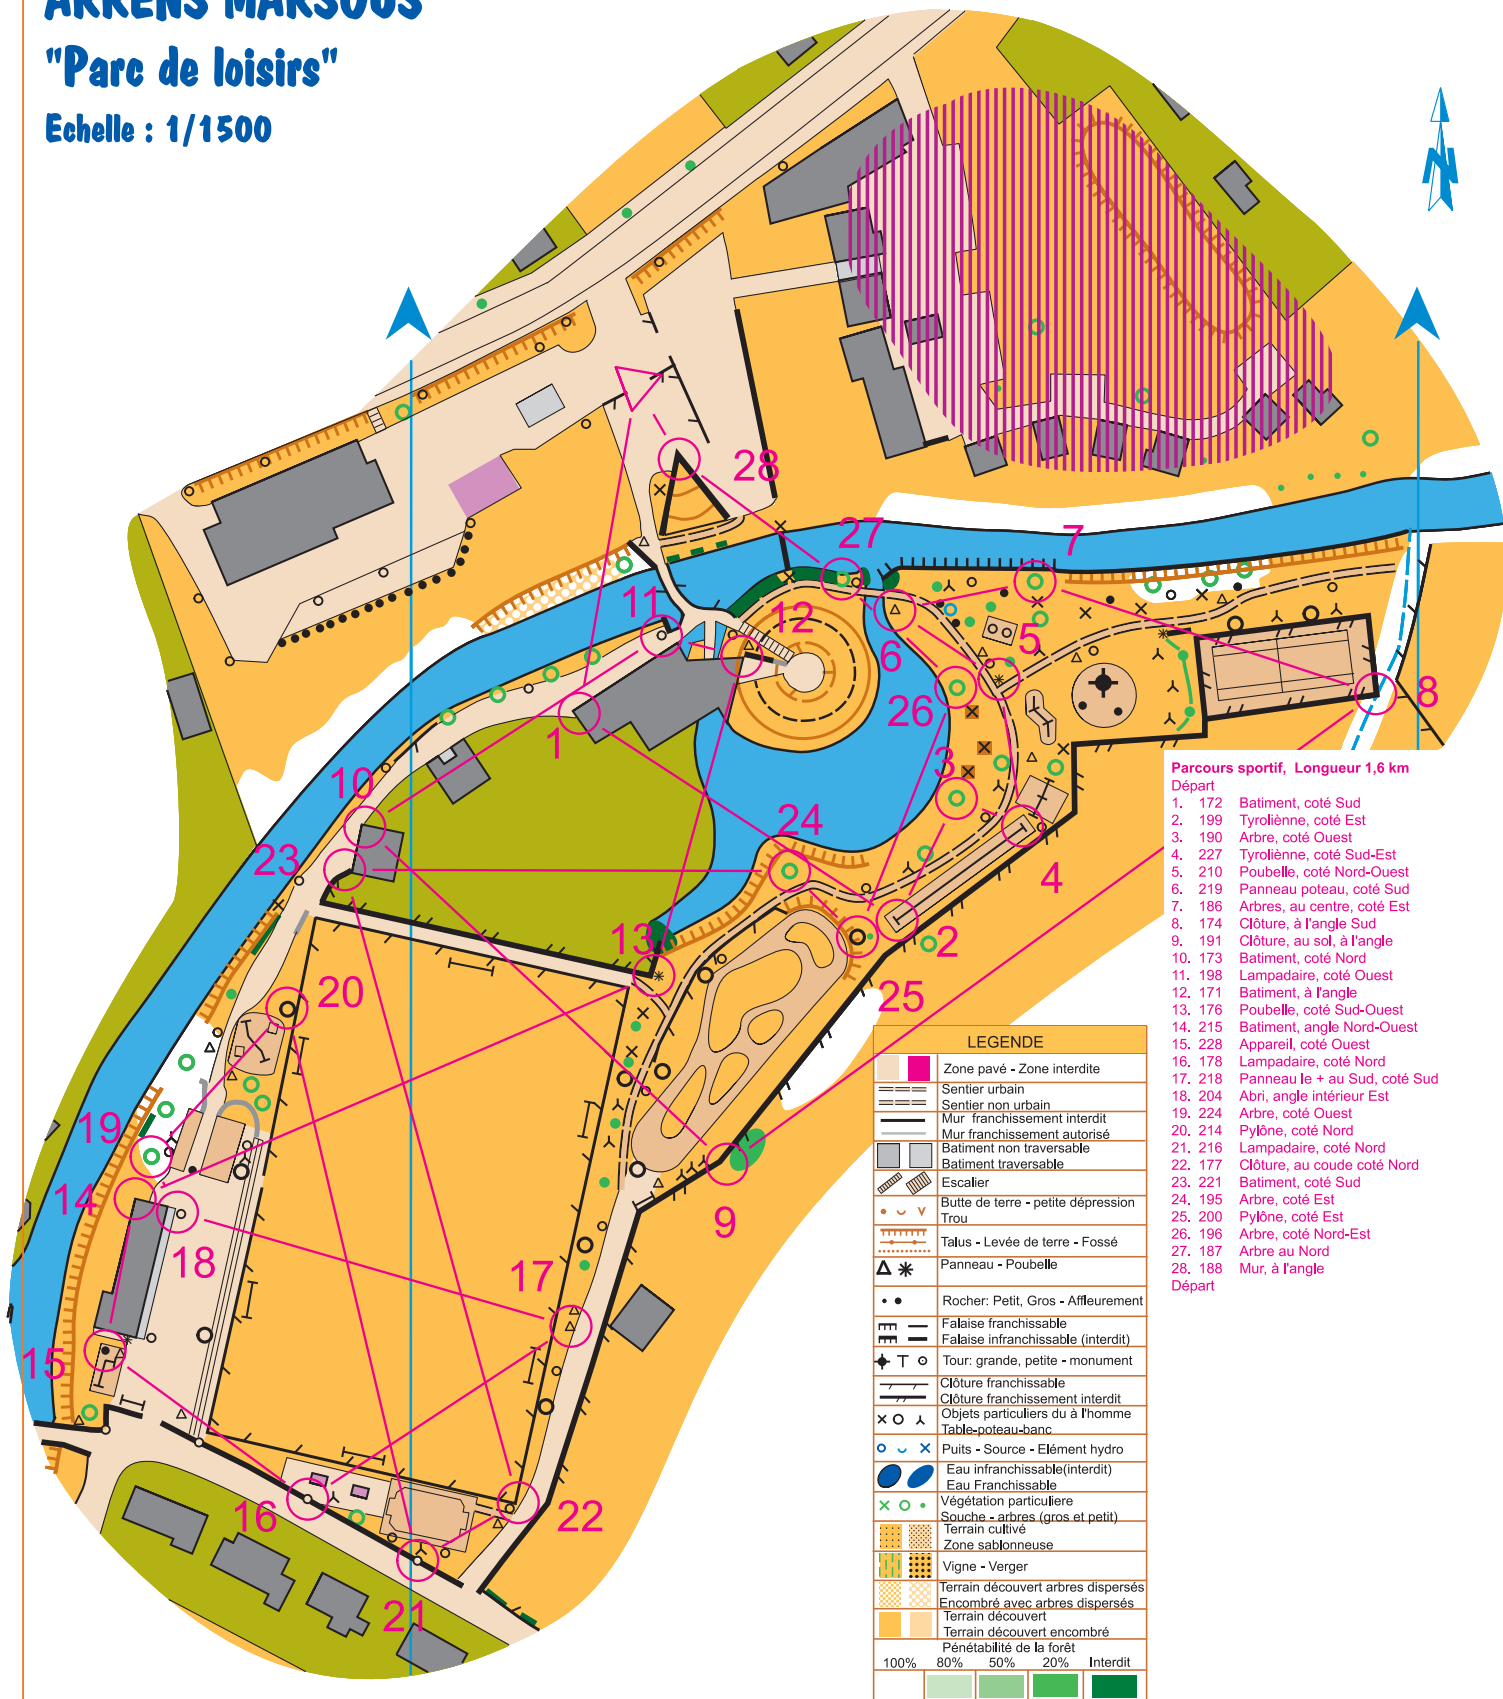 ARRENS MARSOUS
"Parc de loisirs"
Echelle : 1/1500
N
28
27
7
11
12
5
6
26
8
1
3
10
24
23
4
13
2
20
25
19
14
9
18
17
15
16
22
21
Parcours sportif, Longueur 1,6 km
Départ
1. 172 Batiment, coté Sud
2. 199 Tyroliènne, coté Est
3. 190 Arbre, coté Ouest
4. 227 Tyroliènne, coté Sud-Est
5. 210 Poubelle, coté Nord-Ouest
6. 219 Panneau poteau, coté Sud
7. 186 Arbres, au centre, coté Est
8. 174 Clôture, à l'angle Sud
9. 191 Clôture, au sol, à l'angle
10. 173 Batiment, coté Nord
11. 198 Lampadaire, coté Ouest
12. 171 Batiment, à l'angle
13. 176 Poubelle, coté Sud-Ouest
14. 215 Batiment, angle Nord-Ouest
15. 228 Appareil, coté Ouest
16. 178 Lampadaire, coté Nord
17. 218 Panneau le + au Sud, coté Sud
18. 204 Abri, angle intérieur Est
19. 224 Arbre, coté Ouest
20. 214 Pylône, coté Nord
21. 216 Lampadaire, coté Nord
22. 177 Clôture, au coude coté Nord
23. 221 Batiment, coté Sud
24. 195 Arbre, coté Est
25. 200 Pylône, coté Est
26. 196 Arbre, coté Nord-Est
27. 187 Arbre au Nord
28. 188 Mur, à l'angle
Départ
LEGENDE
Zone pavé - Zone interdite
Sentier urbain
Sentier non urbain
Mur franchissement interdit
Mur franchissement autorisé
Batiment non traversable
Batiment traversable
Escalier
Butte de terre - petite dépression
Trou
Talus - Levée de terre - Fossé
Panneau - Poubelle
Rocher: Petit, Gros - Affleurement
Falaise franchissable
Falaise infranchissable (interdit)
Tour: grande, petite - monument
Clôture franchissable
Clôture franchissement interdit
Objets particuliers du à l'homme
Table-poteau-banc
Puits - Source - Elément hydro
Eau infranchissable(interdit)
Eau Franchissable
Végétation particuliere
Souche - arbres (gros et petit)
Terrain cultivé
Zone sablonneuse
Vigne - Verger
Terrain découvert arbres dispersés
Encombré avec arbres dispersés
Terrain découvert
Terrain découvert encombré
Pénétabilité de la forêt
100% 80% 50% 20% Interdit